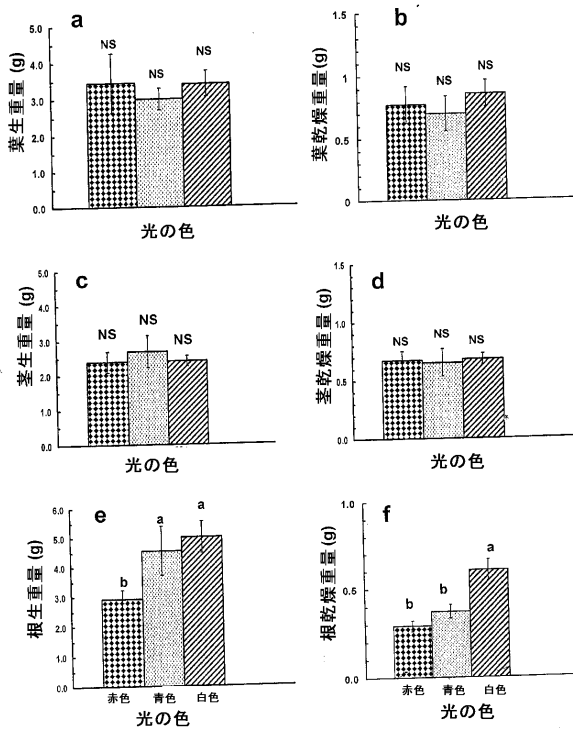 a
葉生重量 (g)
5.0
4.0
3.0
2.0
1.0
0.0
NS
NS
NS
光の色
b
葉乾燥重量 (g)
1.5
1
0.5
0
NS
NS
NS
光の色
c
茎生重量 (g)
5.0
4.0
3.0
2.0
1.0
0.0
NS
NS
NS
光の色
d
茎乾燥重量 (g)
1.5
1.0
0.5
0.0
NS
NS
NS
光の色
e
根生重量 (g)
6.0
5.0
4.0
3.0
2.0
1.0
0.0
b
a
a
赤色 青色 白色
光の色
f
根乾燥重量 (g)
1.0
0.5
0.0
b
b
a
赤色 青色 白色
光の色